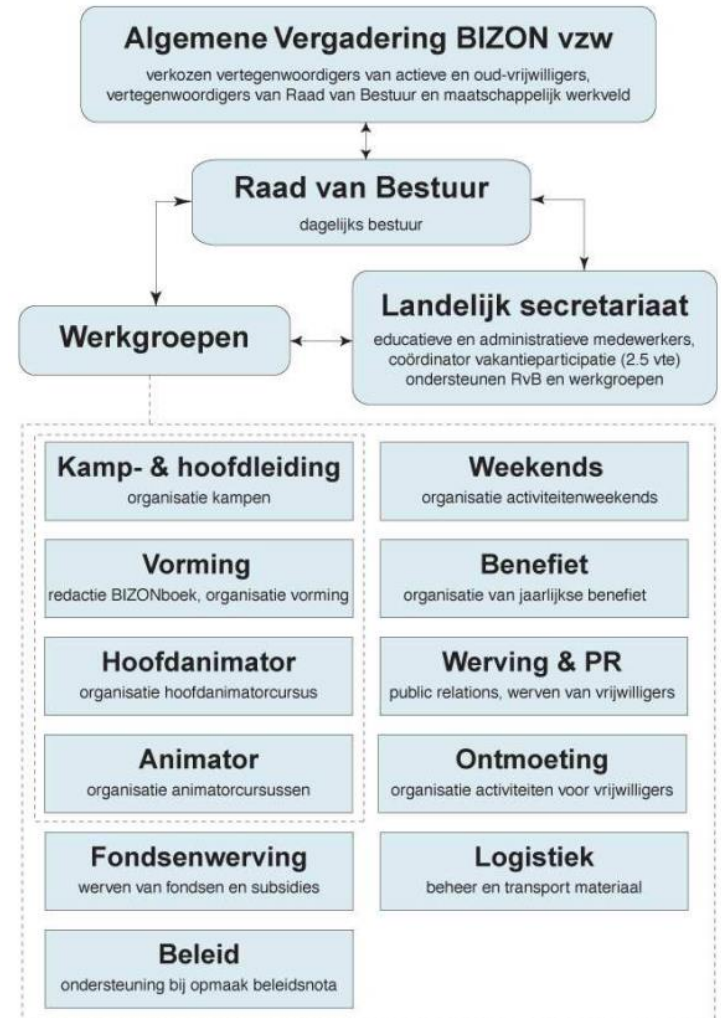 Algemene Vergadering BIZON vzw
verkozen vertegenwoordigers van actieve en oud-vrijwilligers,
vertegenwoordigers van Raad van Bestuur en maatschappelijk werkveld
Raad van Bestuur
dagelijks bestuur
Werkgroepen
Landelijk secretariaat
educatieve en administratieve medewerkers,
coördinator vakantieparticipatie (2.5 vte)
ondersteunen RvB en werkgroepen
Kamp- & hoofdleiding
organisatie kampen
Weekends
organisatie activiteitenweekends
Vorming
redactie BIZONboek, organisatie vorming
Benefiet
organisatie van jaarlijkse benefiet
Hoofdanimator
organisatie hoofdanimatorcursus
Werving & PR
public relations, werven van vrijwilligers
Animator
organisatie animatorcursussen
Ontmoeting
organisatie activiteiten voor vrijwilligers
Fondsenwerving
werven van fondsen en subsidies
Logistiek
beheer en transport materiaal
Beleid
ondersteuning bij opmaak beleidsnota